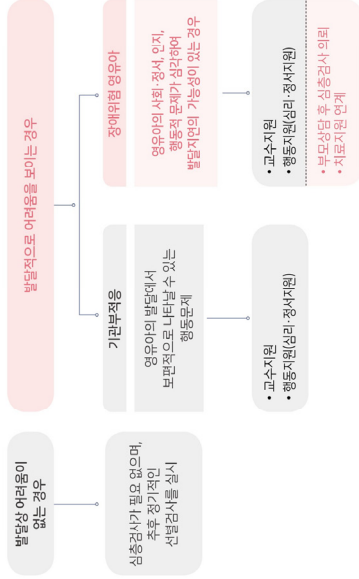 발달상 어려움이
없는 경우
심층검사가 필요 없으며,
추후 정기적인
선별검사를 실시
발달적으로 어려움을 보이는 경우
기관부적응
영유아의 발달에서
보편적으로 나타날 수 있는
행동문제
• 교수지원
• 행동지원(심리·정서지원)
장애위험 영유아
영유아의 사회·정서, 인지,
행동적 문제가 심각하여
발달지연의 가능성이 있는 경우
• 교수지원
• 행동지원(심리·정서지원)
• 부모상담 후 심층검사 의뢰
• 치료지원 연계